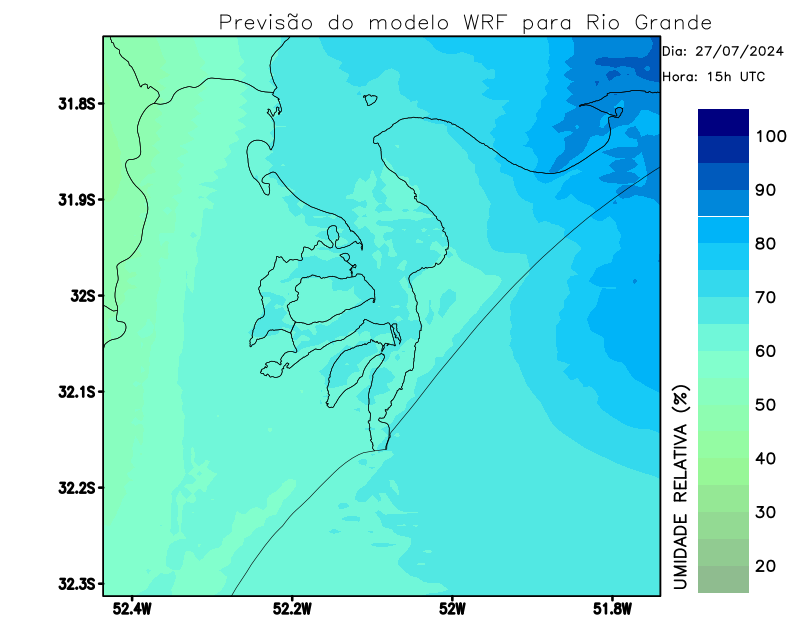 Previsão do modelo WRF para Rio Grande
Dia: 27/07/2024
Hora: 15h UTC
31.8S
31.9S
32S
32.1S
32.2S
32.3S
52.4W
52.2W
52W
51.8W
UMIDADE RELATIVA (%)
100
90
80
70
60
50
40
30
20